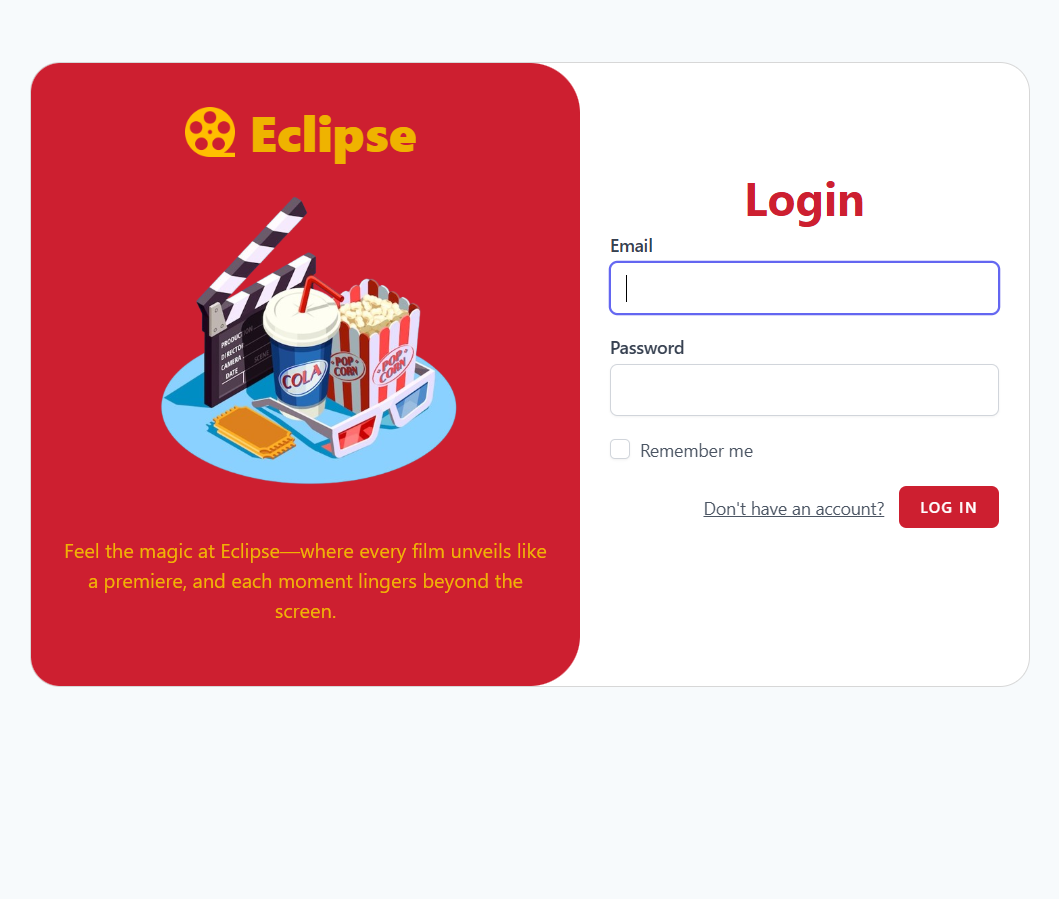 Eclipse
PRODUCTION
DIRECTOR
CAMERA
DATE
SCENE
COLA
POP
CORN
POP
CORN
Feel the magic at Eclipse—where every film unveils like
a premiere, and each moment lingers beyond the
screen.
Login
Email
Password
Remember me
Don't have an account?
LOG IN